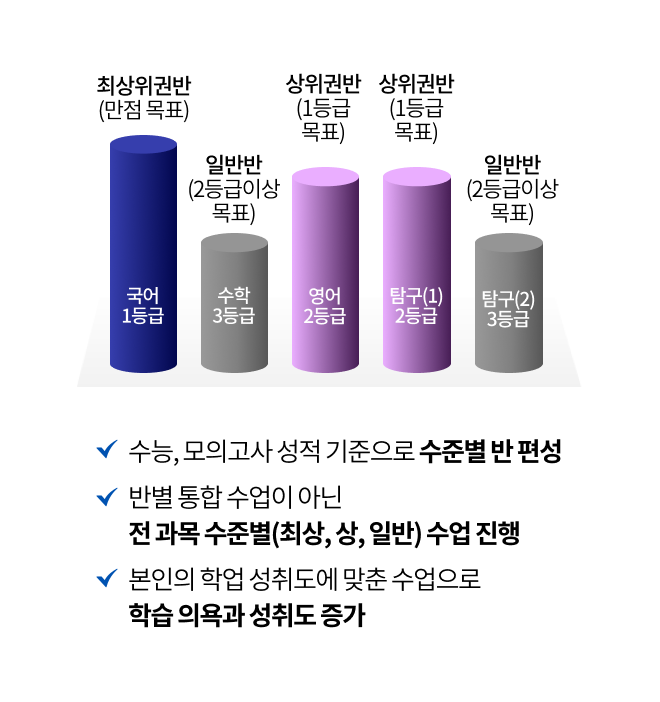 최상위권반
(만점 목표)
일반반
(2등급이상
목표)
상위권반
(1등급
목표)
상위권반
(1등급
목표)
일반반
(2등급이상
목표)
국어
1등급
수학
3등급
영어
2등급
탐구(1)
2등급
탐구(2)
3등급
수능, 모의고사 성적 기준으로 수준별 반 편성
반별 통합 수업이 아닌
전 과목 수준별(최상, 상, 일반) 수업 진행
본인의 학업 성취도에 맞춘 수업으로
학습 의욕과 성취도 증가